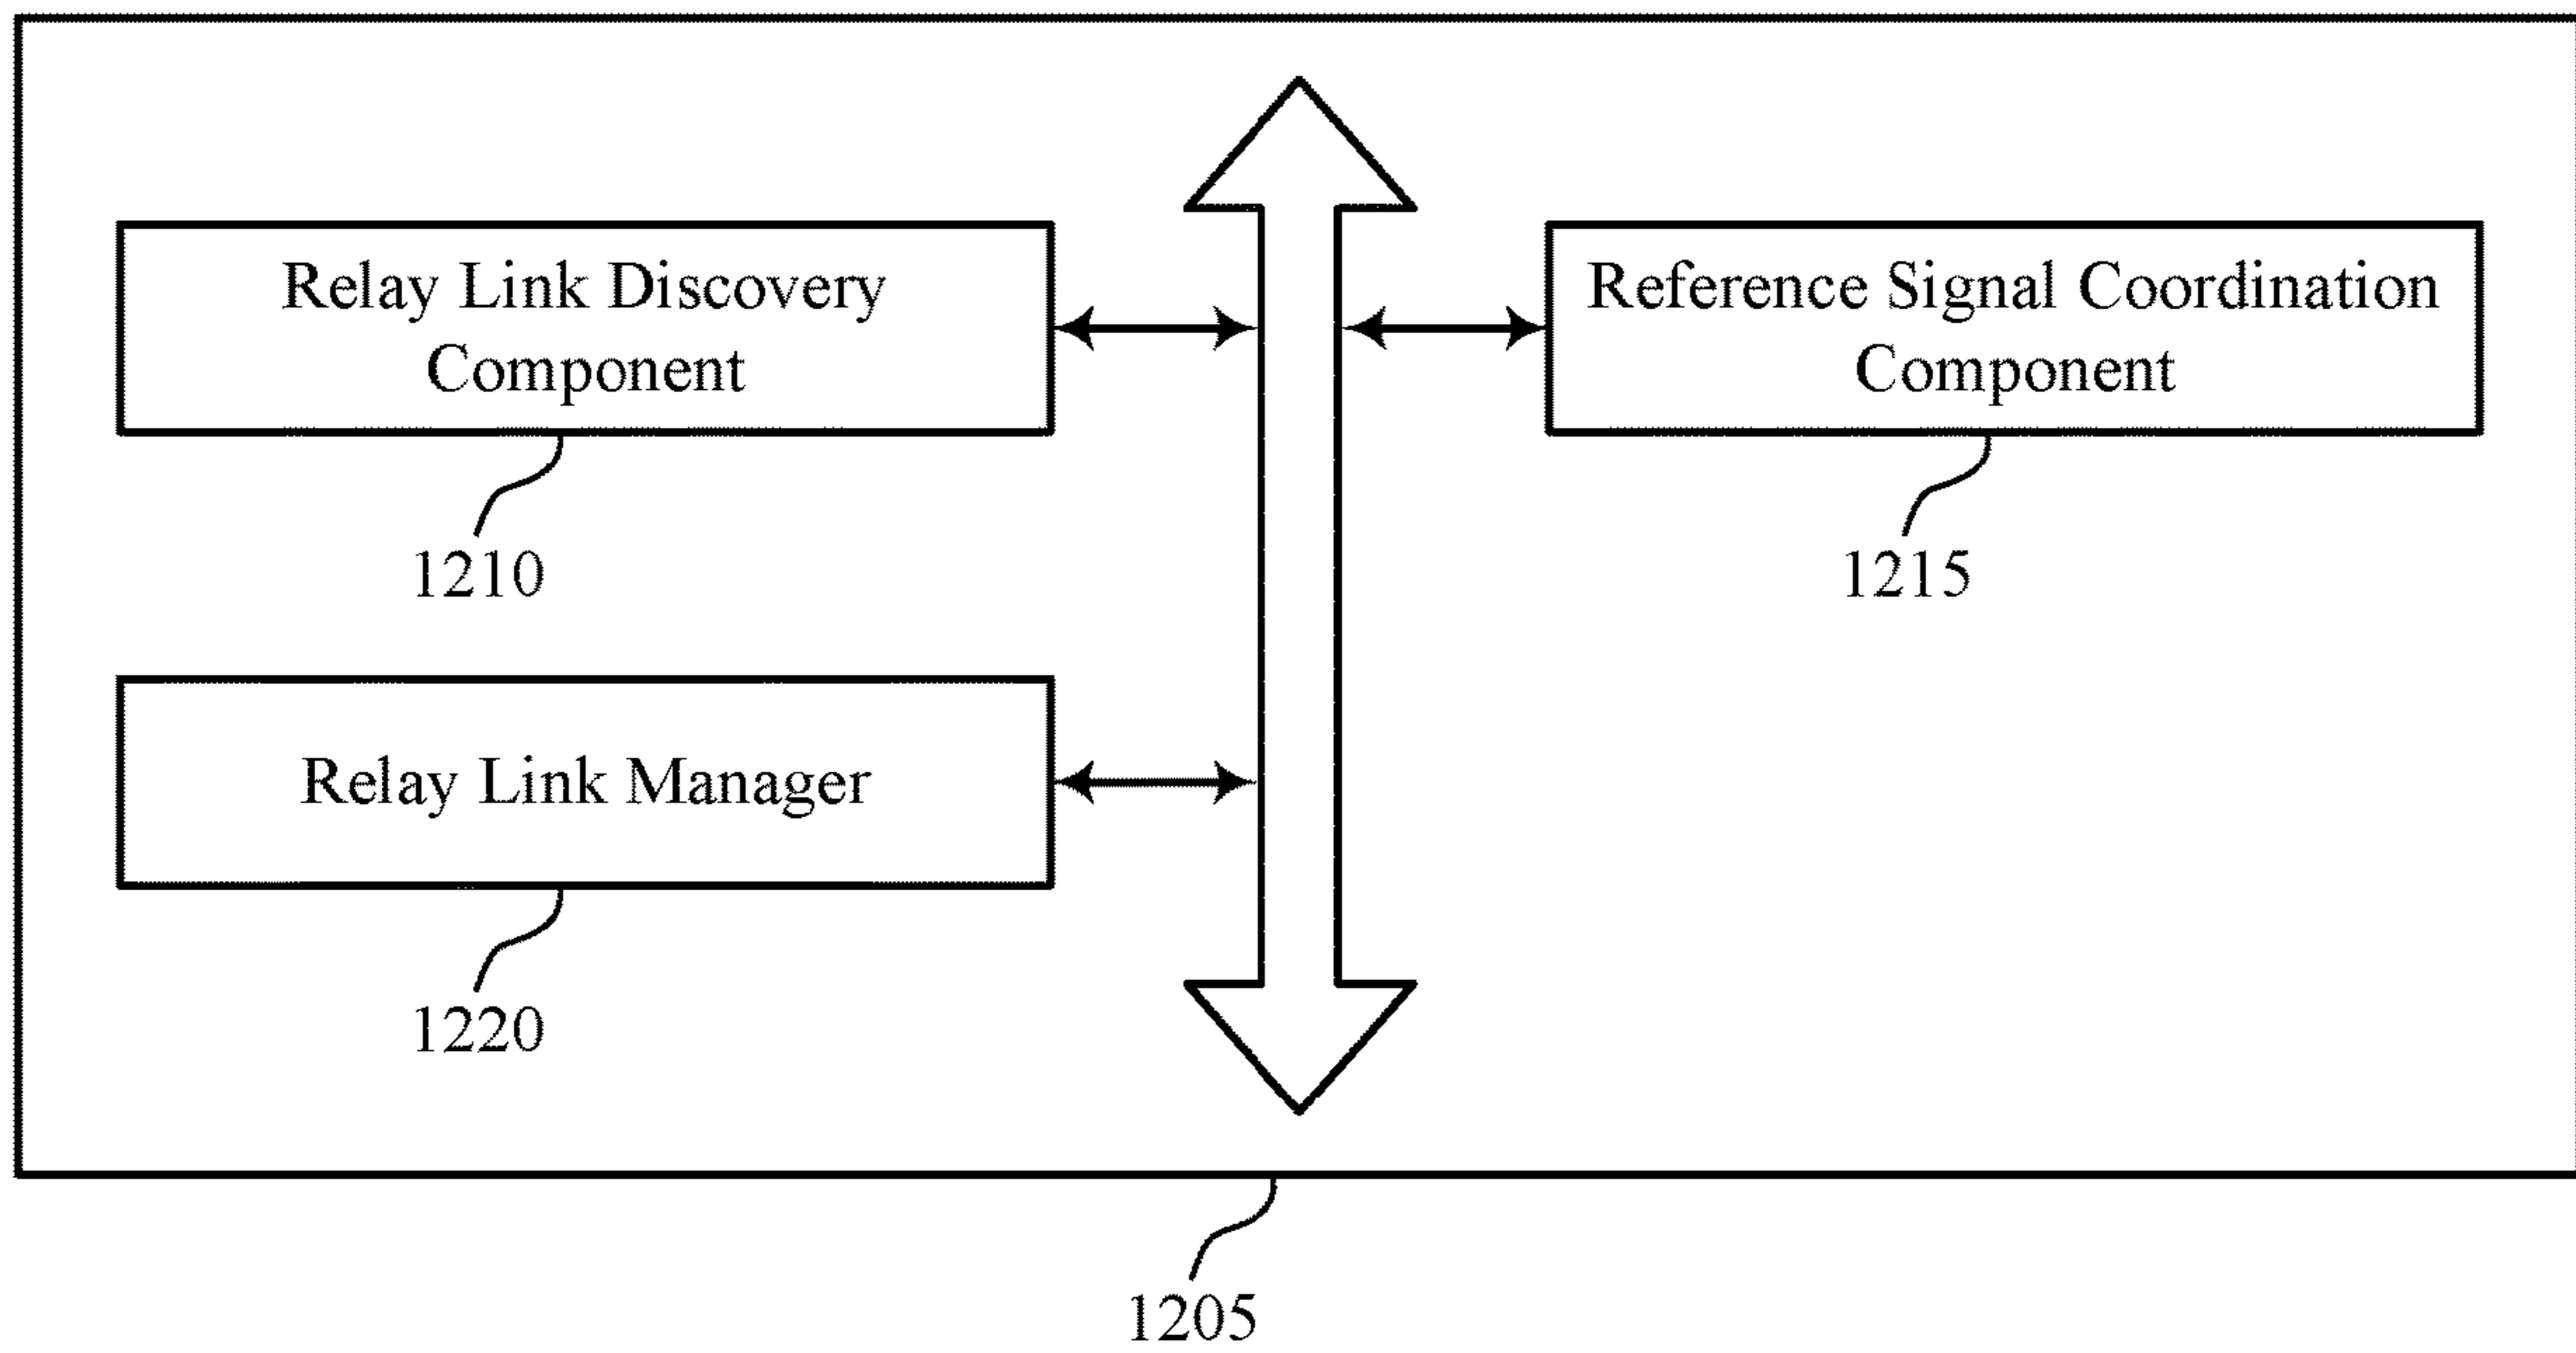 Relay Link Discovery
Component
1210
Reference Signal Coordination
Component
1215
Relay Link Manager
1220
1205